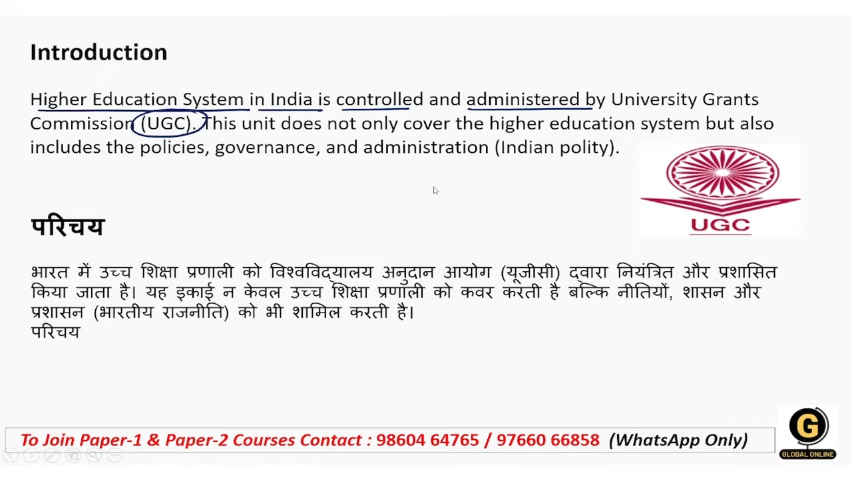 Introduction
Higher Education System in India is controlled and administered by University Grants
Commission (UGC). This unit does not only cover the higher education system but also
includes the policies, governance, and administration (Indian polity).
UGC
परिचय
भारत में उच्च शिक्षा प्रणाली को विश्वविद्यालय अनुदान आयोग (यूजीसी) द्वारा नियंत्रित और प्रशासित
किया जाता है। यह इकाई न केवल उच्च शिक्षा प्रणाली को कवर करती है बल्कि नीतियों, शासन और
प्रशासन (भारतीय राजनीति) को भी शामिल करती है।
परिचय
To Join Paper-1 & Paper-2 Courses Contact : 98604 64765 / 97660 66858 (WhatsApp Only)
G
GLOBAL ONLINE